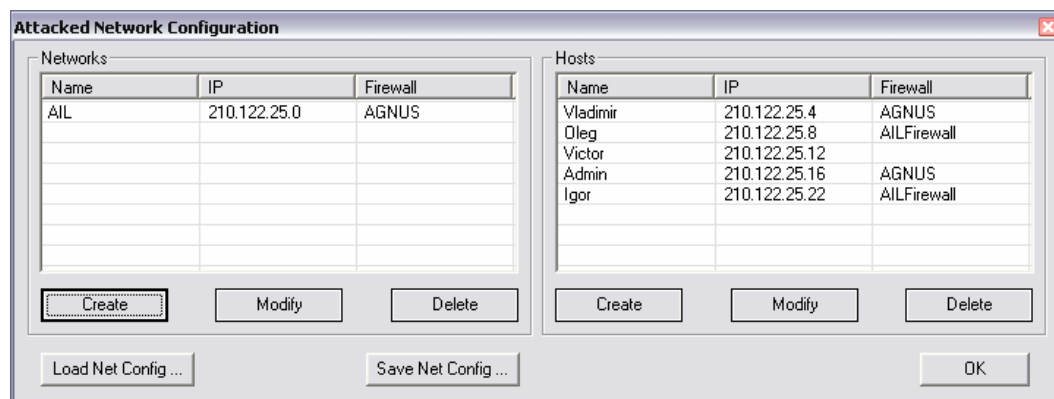 Attacked Network Configuration
Networks
Name IP Firewall
AIL 210.122.25.0 AGNUS
Create Modify Delete
Hosts
Name IP Firewall
Vladimir 210.122.25.4 AGNUS
Oleg 210.122.25.8 AILFirewall
Victor 210.122.25.12
Admin 210.122.25.16 AGNUS
Igor 210.122.25.22 AILFirewall
Create Modify Delete
Load Net Config ... Save Net Config ... OK